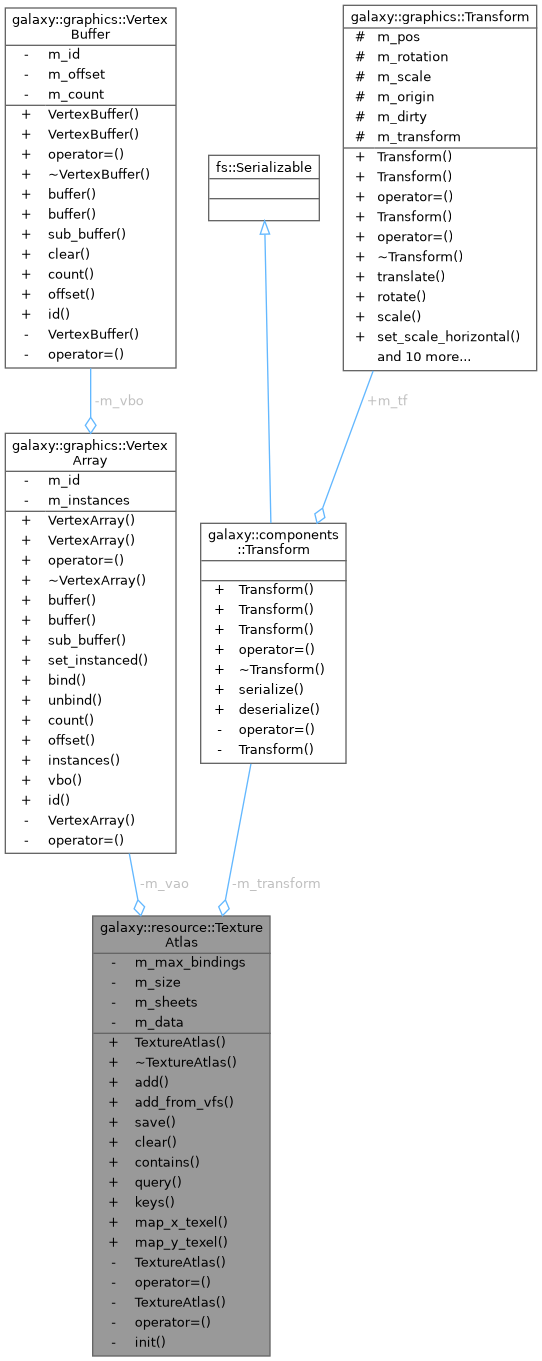 galaxy::graphics::Vertex
Buffer
- m_id
- m_offset
- m_count
+ VertexBuffer()
+ VertexBuffer()
+ operator=()
+ ~VertexBuffer()
+ buffer()
+ buffer()
+ sub_buffer()
+ clear()
+ count()
+ offset()
+ id()
- VertexBuffer()
- operator=()
galaxy::graphics::Transform
# m_pos
# m_rotation
# m_scale
# m_origin
# m_dirty
# m_transform
+ Transform()
+ Transform()
+ operator=()
+ Transform()
+ operator=()
+ ~Transform()
+ translate()
+ rotate()
+ scale()
+ set_scale_horizontal()
and 10 more...
fs::Serializable
-m_vbo
+m_tf
galaxy::graphics::Vertex
Array
- m_id
- m_instances
+ VertexArray()
+ VertexArray()
+ operator=()
+ ~VertexArray()
+ buffer()
+ buffer()
+ sub_buffer()
+ set_instanced()
+ bind()
+ unbind()
+ count()
+ offset()
+ instances()
+ vbo()
+ id()
- VertexArray()
- operator=()
galaxy::components
::Transform
+ Transform()
+ Transform()
+ Transform()
+ operator=()
+ ~Transform()
+ serialize()
+ deserialize()
- operator=()
- Transform()
-m_vao
-m_transform
galaxy::resource::Texture
Atlas
- m_max_bindings
- m_size
- m_sheets
- m_data
+ TextureAtlas()
+ ~TextureAtlas()
+ add()
+ add_from_vfs()
+ save()
+ clear()
+ contains()
+ query()
+ keys()
+ map_x_texel()
+ map_y_texel()
- TextureAtlas()
- operator=()
- TextureAtlas()
- operator=()
- init()